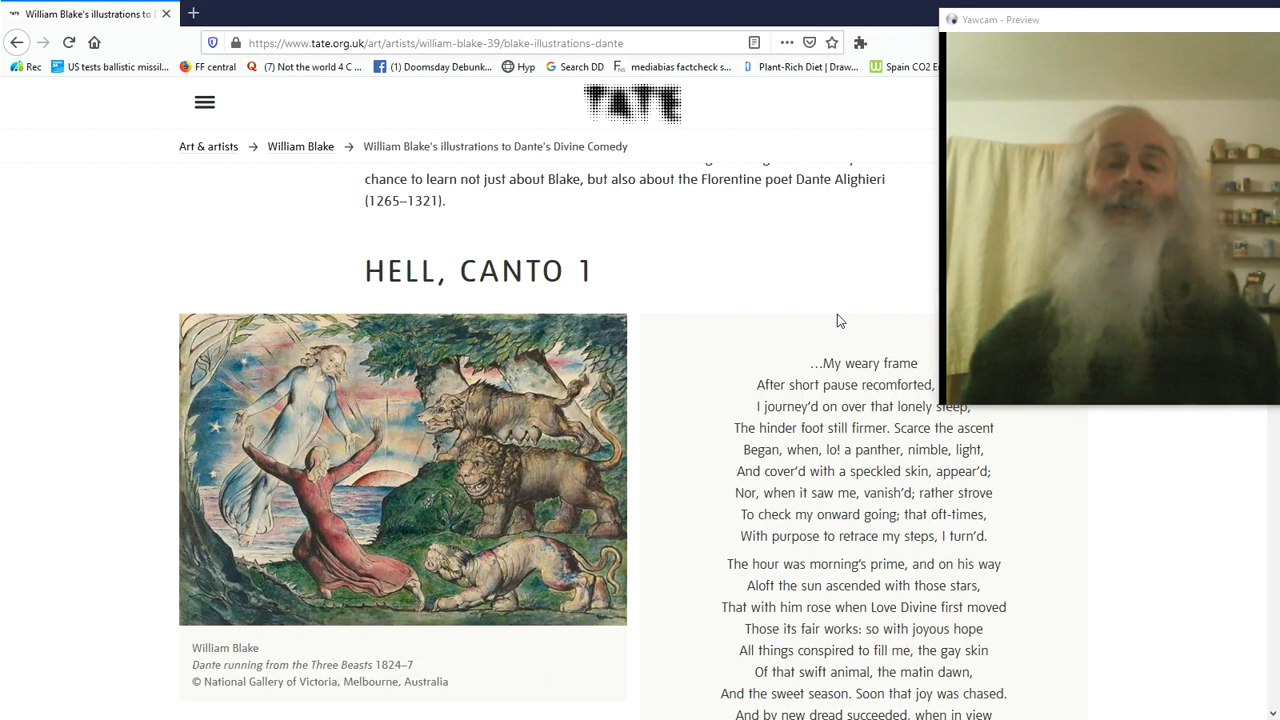 William Blake's illustrations to D
Yawcam - Preview
https://www.tate.org.uk/art/artists/william-blake-39/blake-illustrations-dante
Rec
US tests ballistic missil...
FF central
(7) Not the world 4 C ...
(1) Doomsday Debunk...
Hyp
Search DD
mediabias factcheck s...
Plant-Rich Diet | Draw...
Spain CO2 E
TATE
Art & artists → William Blake → William Blake's illustrations to Dante's Divine Comedy
chance to learn not just about Blake, but also about the Florentine poet Dante Alighieri
(1265–1321).
HELL, CANTO 1
…My weary frame
After short pause recomforted,
I journey'd on over that lonely steep,
The hinder foot still firmer. Scarce the ascent
Began, when, lo! a panther, nimble, light,
And cover'd with a speckled skin, appear'd;
Nor, when it saw me, vanish'd; rather strove
To check my onward going; that oft-times,
With purpose to retrace my steps, I turn'd.
The hour was morning's prime, and on his way
Aloft the sun ascended with those stars,
That with him rose when Love Divine first moved
Those its fair works: so with joyous hope
All things conspired to fill me, the gay skin
Of that swift animal, the matin dawn,
And the sweet season. Soon that joy was chased.
And by new dread succeeded, when in view
William Blake
Dante running from the Three Beasts 1824–7
© National Gallery of Victoria, Melbourne, Australia